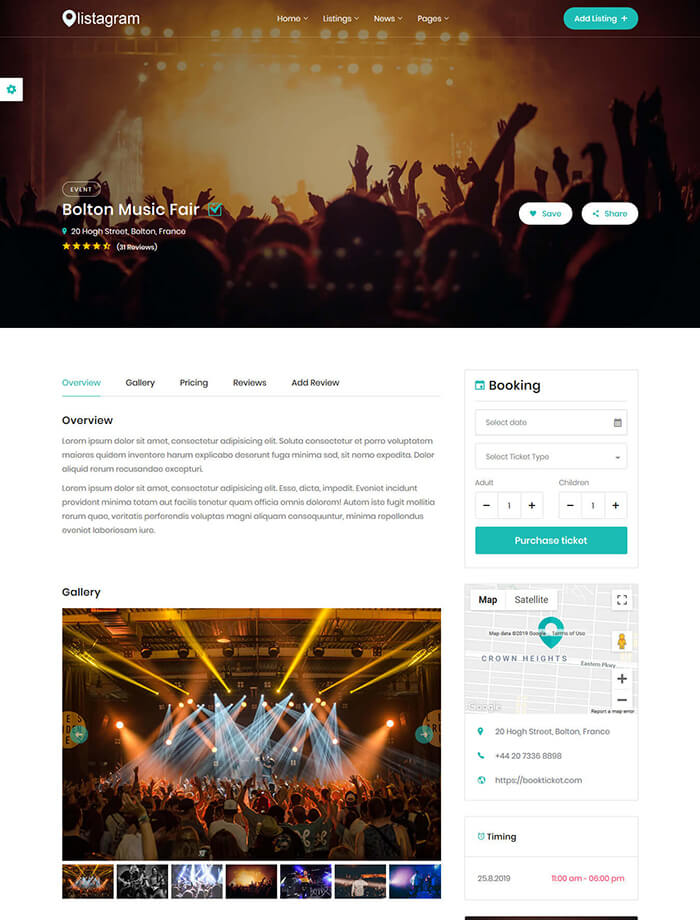 listagram
Home
Listings
News
Pages
Add Listing +
EVENT
Bolton Music Fair
20 Hogh Street, Bolton, France
(31 Reviews)
Save
Share
Overview
Gallery
Pricing
Reviews
Add Review
Overview
Lorem ipsum dolor sit amet, consectetur adipisicing elit. Soluta consectetur et porro voluptatem
maiores quidem inventore harum explicabo deserunt fuga minima sed, sit nemo expedita. Dolor
aliquid rerum recusandae excepturi.
Lorem ipsum dolor sit amet, consectetur adipisicing elit. Esse, dicta, impedit. Eveniet incidunt
provident minima totam aut facilis tenetur quam officia omnis dolorem! Autem isto fugit mollitia
rerum quae, veritatis perferendis voluptas magni aliquam consequuntur, minima repellendus
eveniet laboriosam iure.
Gallery
Booking
Select date
Select Ticket Type
Adult
Children
− 1 +
− 1 +
Purchase ticket
Map
Satellite
Map data ©2019 Google
Terms of Use
CROWN HEIGHTS
Eastern Pkwy
+
−
Google
Report a map error
20 Hogh Street, Bolton, Franco
+44 20 7336 8898
https://bookticket.com
Timing
25.8.2019
11:00 am - 06:00 pm